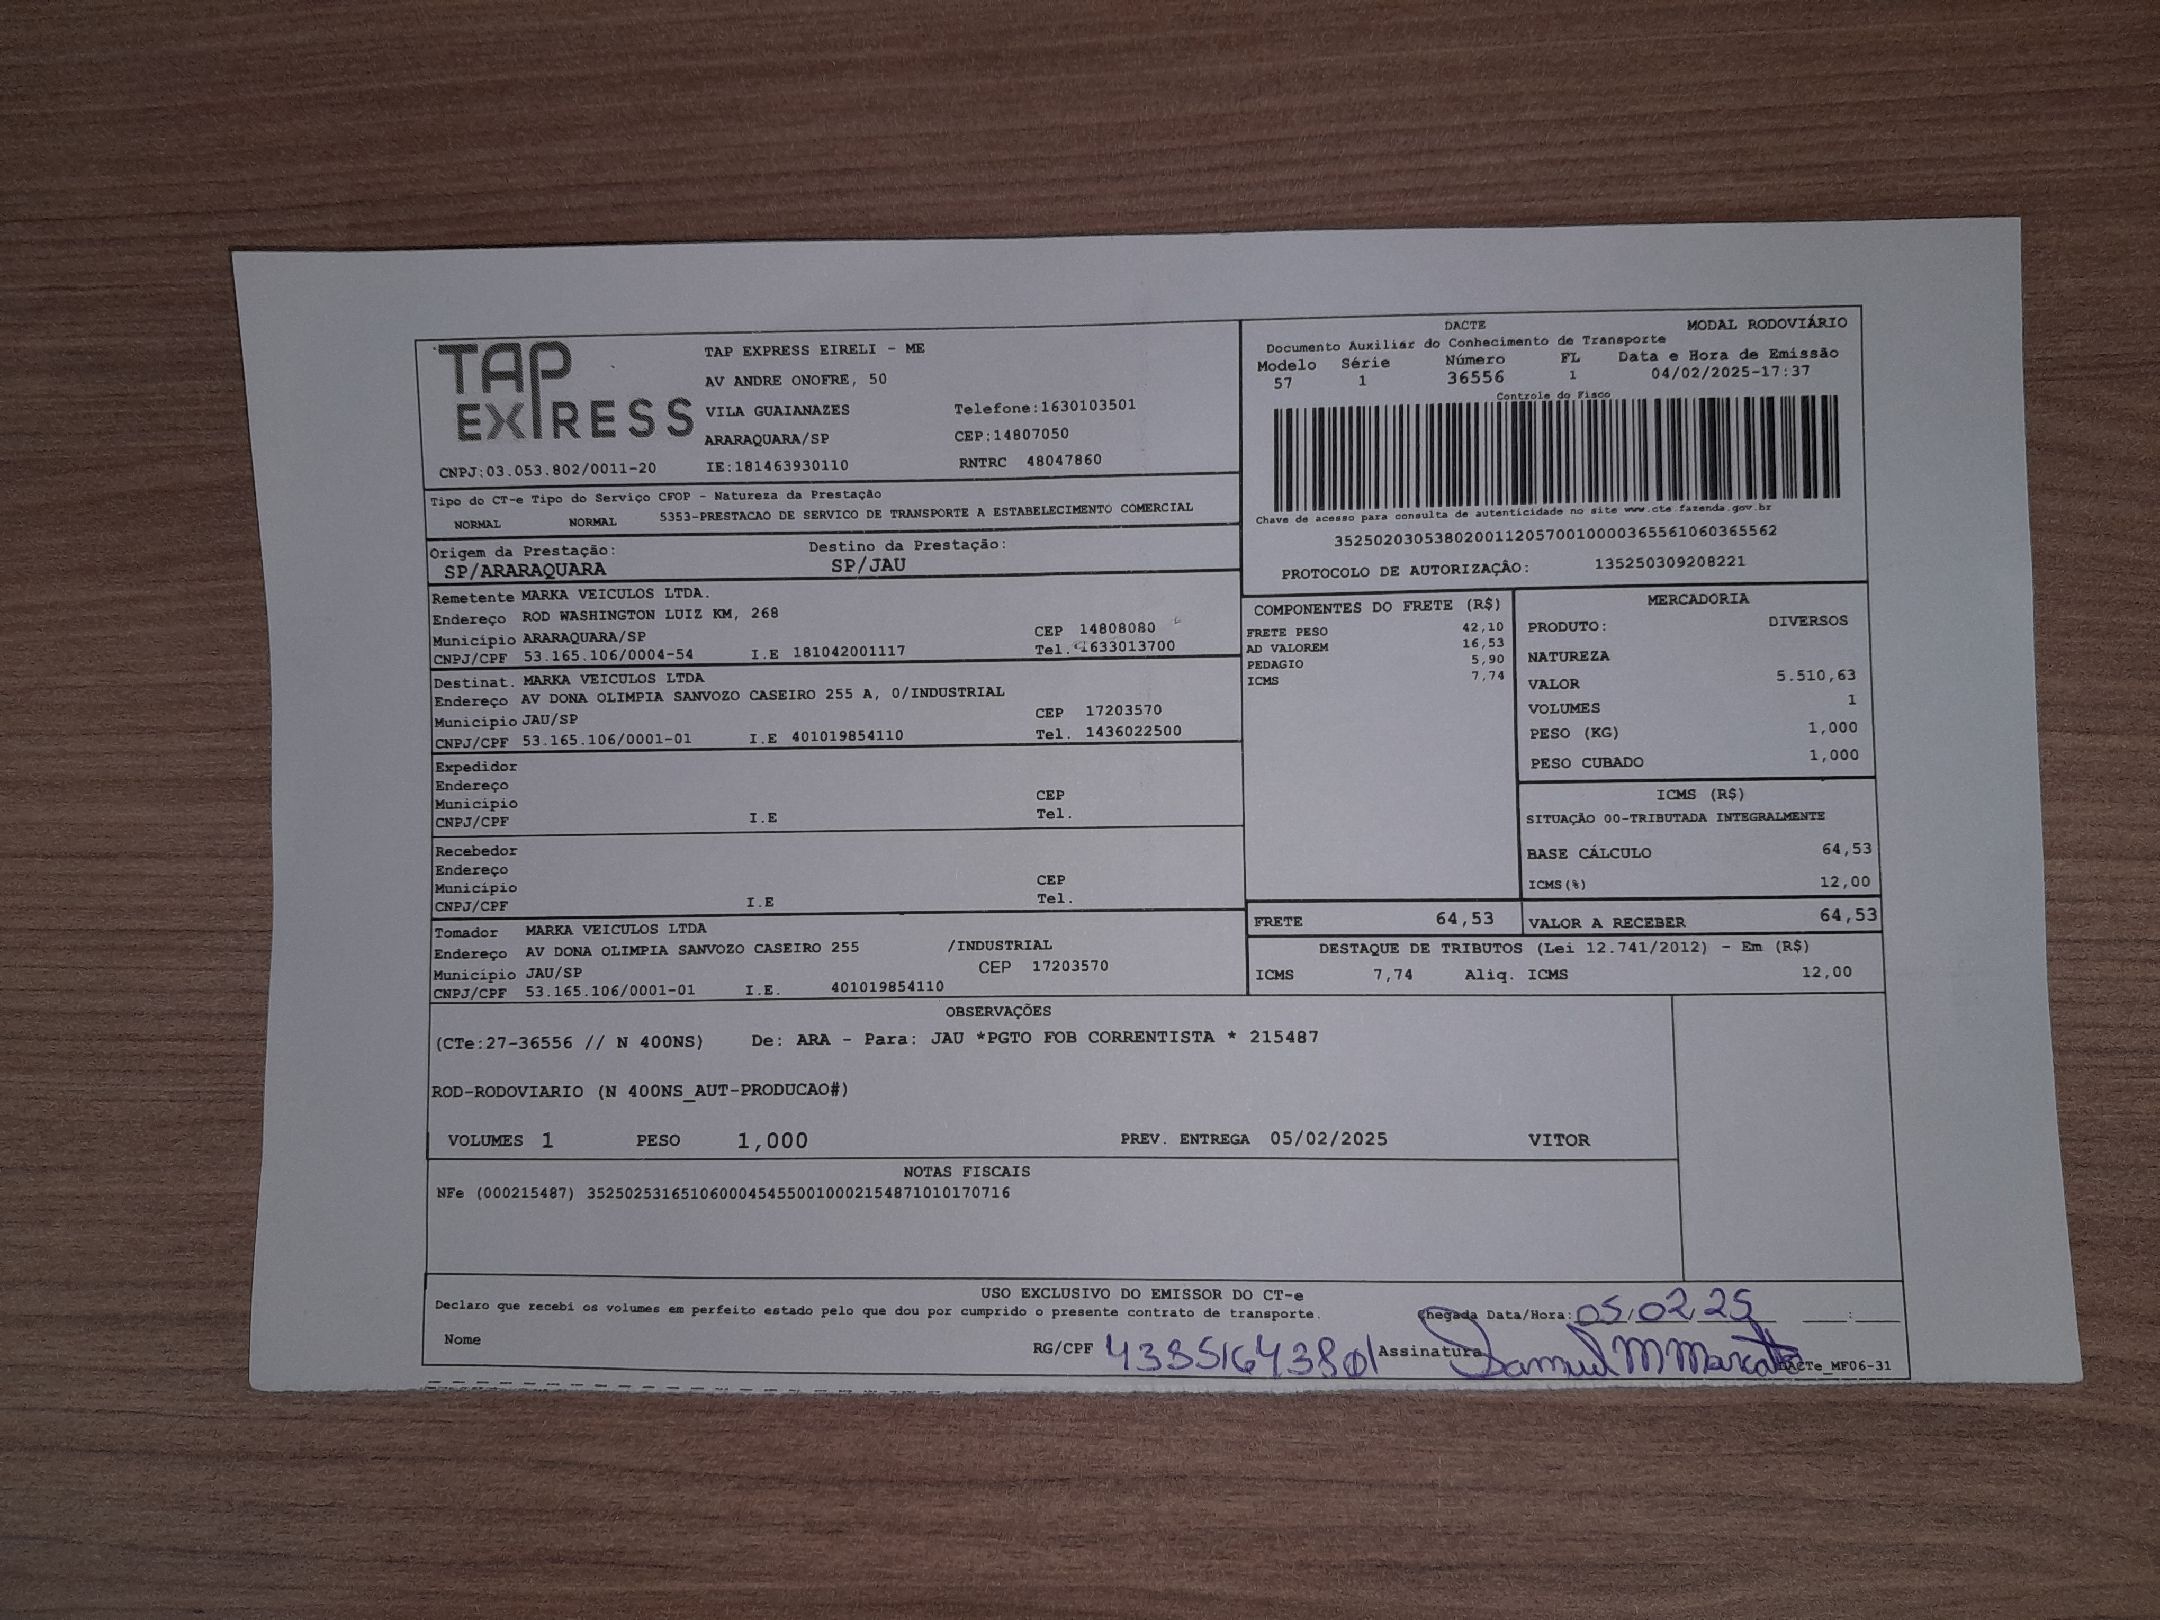 TAP EXPRESS
TAP EXPRESS EIRELI - ME
AV ANDRE ONOFRE, 50
VILA GUAIANAZES Telefone:1630103501
ARARAQUARA/SP CEP:14807050
CNPJ:03.053.802/0011-20 IE:181463930110 RNTRC 48047860
DACTE MODAL RODOVIÁRIO
Documento Auxiliar do Conhecimento de Transporte
Modelo Série Número FL Data e Hora de Emissão
57 1 36556 1 04/02/2025-17:37
Controle do Fisco
Chave de acesso para consulta de autenticidade no site www.cte.fazenda.gov.br
35250203053802001120570010000365561060365562
PROTOCOLO DE AUTORIZAÇÃO: 135250309208221
Tipo do CT-e Tipo do Serviço CFOP - Natureza da Prestação
NORMAL NORMAL 5353-PRESTACAO DE SERVICO DE TRANSPORTE A ESTABELECIMENTO COMERCIAL
Origem da Prestação: Destino da Prestação:
SP/ARARAQUARA SP/JAU
Remetente MARKA VEICULOS LTDA.
Endereço ROD WASHINGTON LUIZ KM, 268
Município ARARAQUARA/SP CEP 14808080
CNPJ/CPF 53.165.106/0004-54 I.E 181042001117 Tel. 1633013700
Destinat. MARKA VEICULOS LTDA
Endereço AV DONA OLIMPIA SANVOZO CASEIRO 255 A, 0/INDUSTRIAL
Município JAU/SP CEP 17203570
CNPJ/CPF 53.165.106/0001-01 I.E 401019854110 Tel. 1436022500
Expedidor
Endereço
Município CEP
CNPJ/CPF I.E Tel.
Recebedor
Endereço
Município CEP
CNPJ/CPF I.E Tel.
Tomador MARKA VEICULOS LTDA
Endereço AV DONA OLIMPIA SANVOZO CASEIRO 255 /INDUSTRIAL
Município JAU/SP CEP 17203570
CNPJ/CPF 53.165.106/0001-01 I.E. 401019854110
COMPONENTES DO FRETE (R$)
FRETE PESO 42,10
AD VALOREM 16,53
PEDAGIO 5,90
ICMS 7,74
MERCADORIA
PRODUTO: DIVERSOS
NATUREZA
VALOR 5.510,63
VOLUMES 1
PESO (KG) 1,000
PESO CUBADO 1,000
ICMS (R$)
SITUAÇÃO 00-TRIBUTADA INTEGRALMENTE
BASE CÁLCULO 64,53
ICMS(%) 12,00
FRETE 64,53 VALOR A RECEBER 64,53
DESTAQUE DE TRIBUTOS (Lei 12.741/2012) - Em (R$)
ICMS 7,74 Aliq. ICMS 12,00
OBSERVAÇÕES
(CTe:27-36556 // N 400NS) De: ARA - Para: JAU *PGTO FOB CORRENTISTA * 215487
ROD-RODOVIARIO (N 400NS_AUT-PRODUCAO#)
VOLUMES 1 PESO 1,000 PREV. ENTREGA 05/02/2025 VITOR
NOTAS FISCAIS
NFe (000215487) 35250253165106000454550010002154871010170716
USO EXCLUSIVO DO EMISSOR DO CT-e
Declaro que recebi os volumes em perfeito estado pelo que dou por cumprido o presente contrato de transporte. Chegada Data/Hora: 05/02/25 :
Nome RG/CPF 43351643801 Assinatura Samuel M Marcatto DACTe_MF06-31